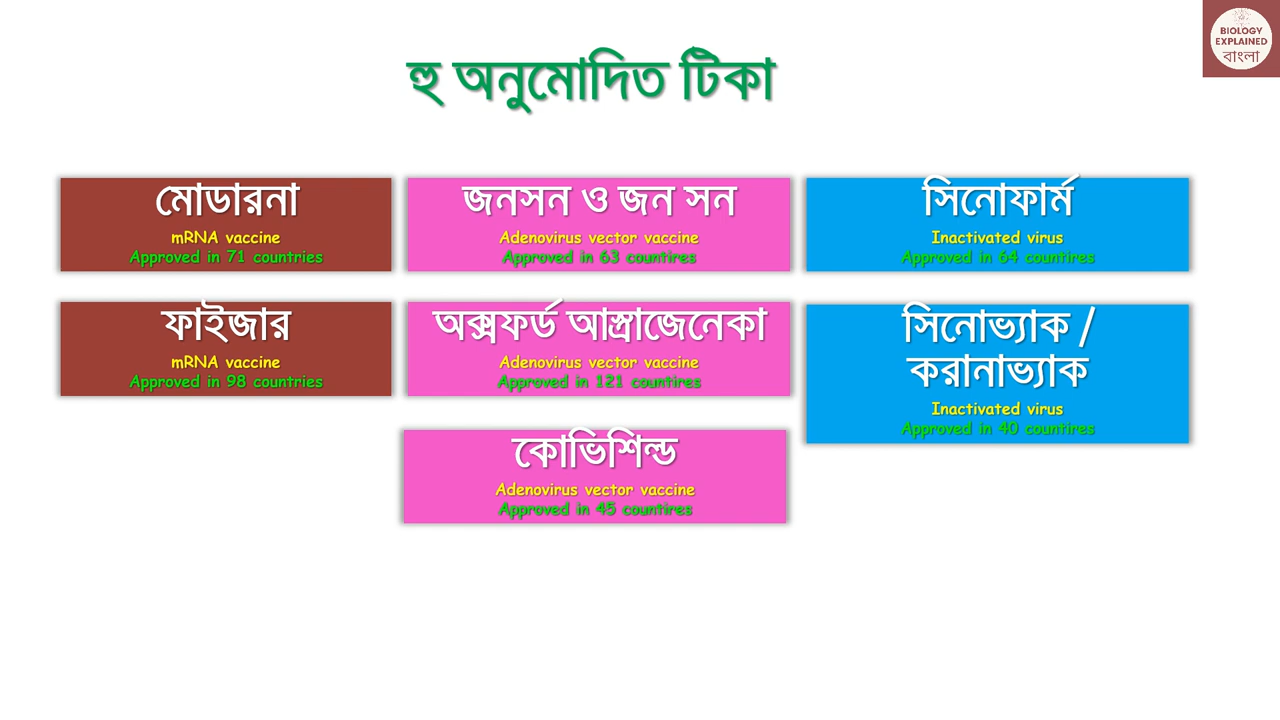 BIOLOGY
EXPLAINED
বাংলা
হু অনুমোদিত টিকা
মোডারনা
mRNA vaccine
Approved in 71 countries
জনসন ও জন সন
Adenovirus vector vaccine
Approved in 63 countires
সিনোফার্ম
Inactivated virus
Approved in 64 countires
ফাইজার
mRNA vaccine
Approved in 98 countries
অক্সফর্ড আস্ত্রাজেনেকা
Adenovirus vector vaccine
Approved in 121 countires
সিনোভ্যাক /
করানাভ্যাক
Inactivated virus
Approved in 40 countires
কোভিশিল্ড
Adenovirus vector vaccine
Approved in 45 countires